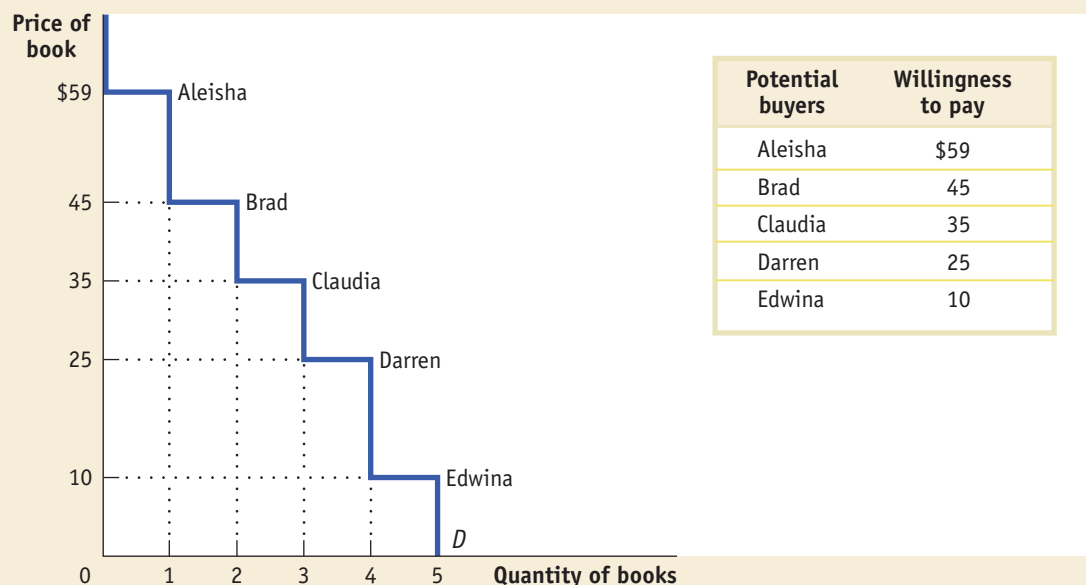 Price of
book
$59
Aleisha
45
Brad
35
Claudia
25
Darren
10
Edwina
D
0 1 2 3 4 5 Quantity of books
Potential buyers Willingness to pay
Aleisha $59
Brad 45
Claudia 35
Darren 25
Edwina 10